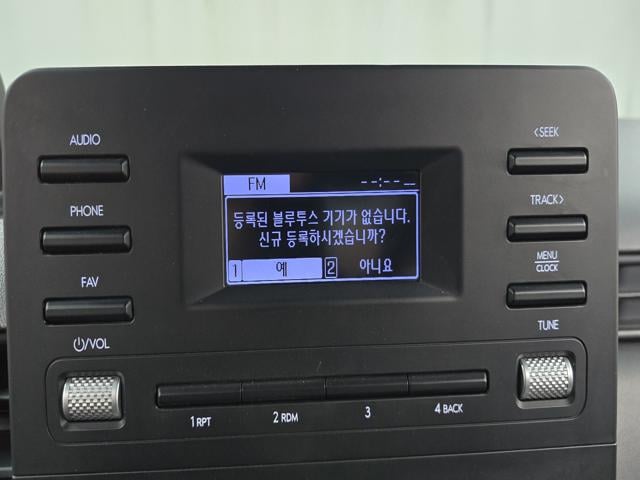 AUDIO
<SEEK
FM
--:--
PHONE
등록된 블루투스 기기가 없습니다.
신규 등록하시겠습니까?
TRACK>
1 예 2 아니요
FAV
MENU
CLOCK
⏻/VOL
TUNE
1 RPT 2 RDM 3 4 BACK